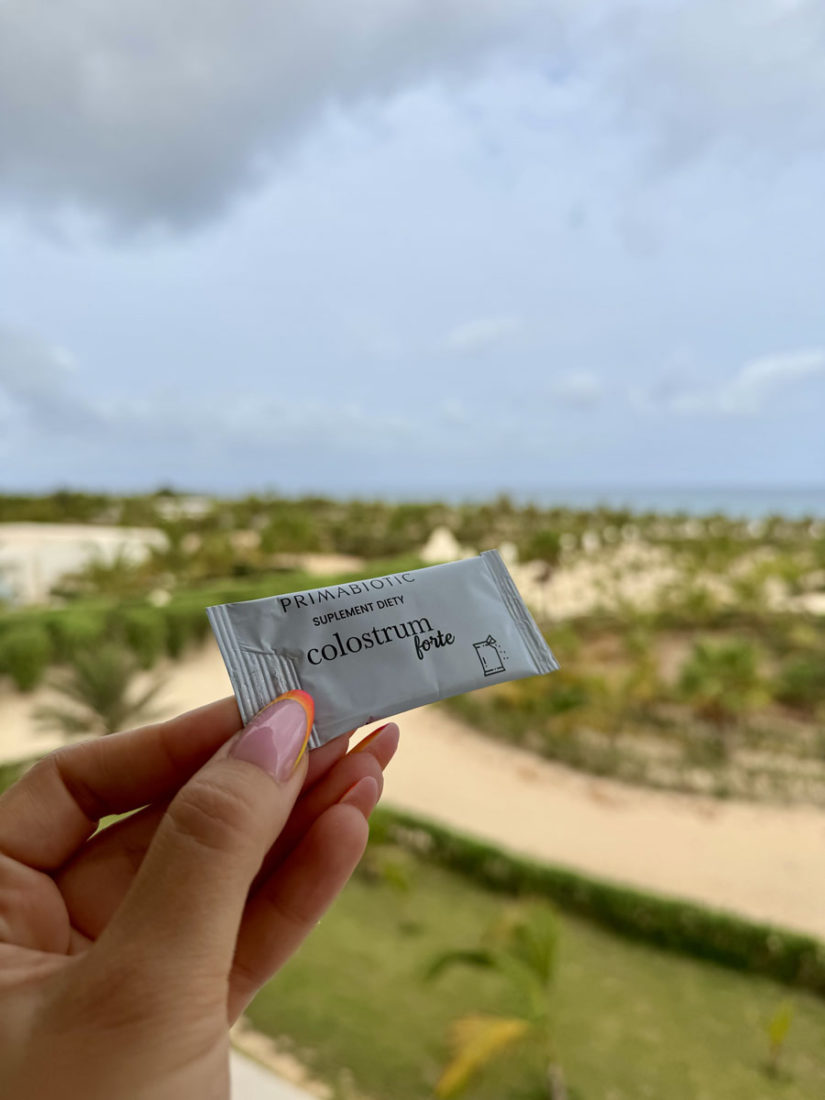 PRIMABIOTIC
SUPLEMENT DIETY
colostrum
forte